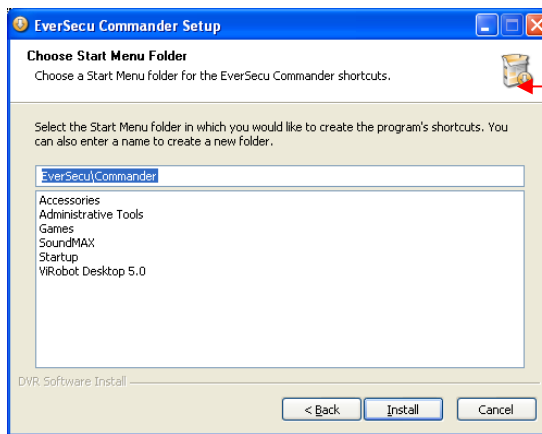 EverSecu Commander Setup
Choose Start Menu Folder
Choose a Start Menu folder for the EverSecu Commander shortcuts.
Select the Start Menu folder in which you would like to create the program's shortcuts. You
can also enter a name to create a new folder.
EverSecu\Commander
Accessories
Administrative Tools
Games
SoundMAX
Startup
ViRobot Desktop 5.0
DVR Software Install
< Back Install Cancel